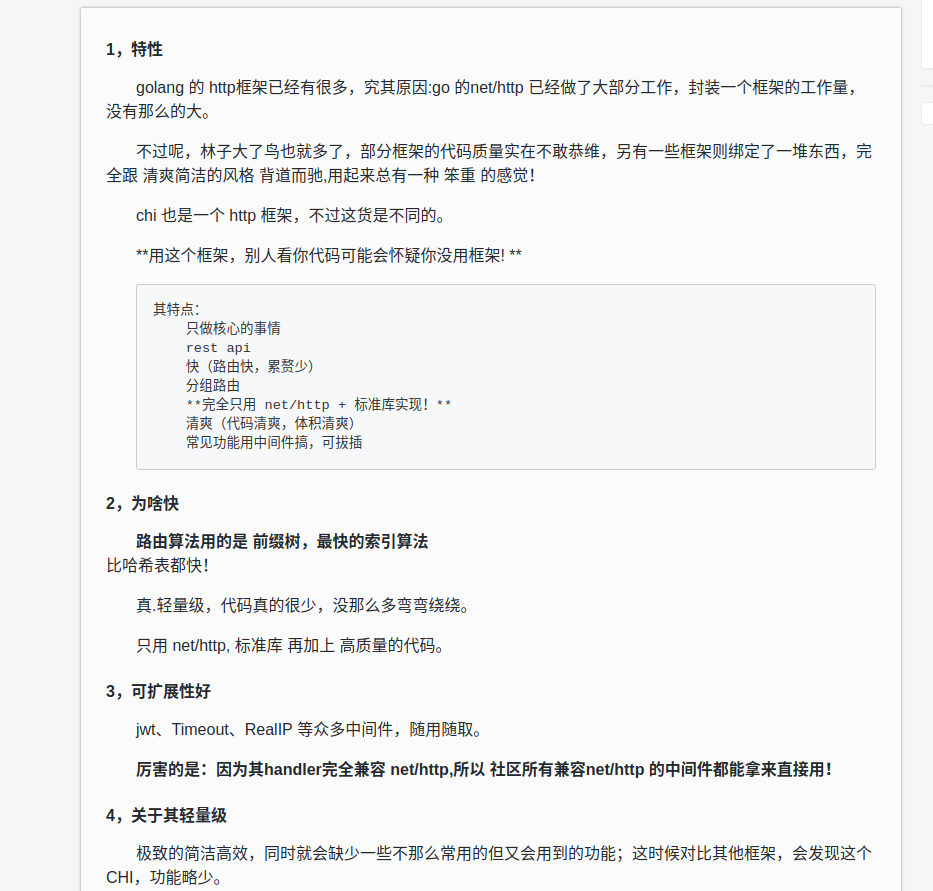 1，特性
golang 的 http框架已经有很多，究其原因:go 的net/http 已经做了大部分工作，封装一个框架的工作量，
没有那么的大。
不过呢，林子大了鸟也就多了，部分框架的代码质量实在不敢恭维，另有一些框架则绑定了一堆东西，完
全跟 清爽简洁的风格 背道而驰,用起来总有一种 笨重 的感觉！
chi 也是一个 http 框架，不过这货是不同的。
**用这个框架，别人看你代码可能会怀疑你没用框架! **
其特点：
只做核心的事情
rest api
快（路由快，累赘少）
分组路由
**完全只用 net/http + 标准库实现！**
清爽（代码清爽，体积清爽）
常见功能用中间件搞，可拔插
2，为啥快
路由算法用的是 前缀树，最快的索引算法
比哈希表都快！
真.轻量级，代码真的很少，没那么多弯弯绕绕。
只用 net/http, 标准库 再加上 高质量的代码。
3，可扩展性好
jwt、Timeout、RealIP 等众多中间件，随用随取。
厉害的是：因为其handler完全兼容 net/http,所以 社区所有兼容net/http 的中间件都能拿来直接用！
4，关于其轻量级
极致的简洁高效，同时就会缺少一些不那么常用的但又会用到的功能；这时候对比其他框架，会发现这个
CHI，功能略少。